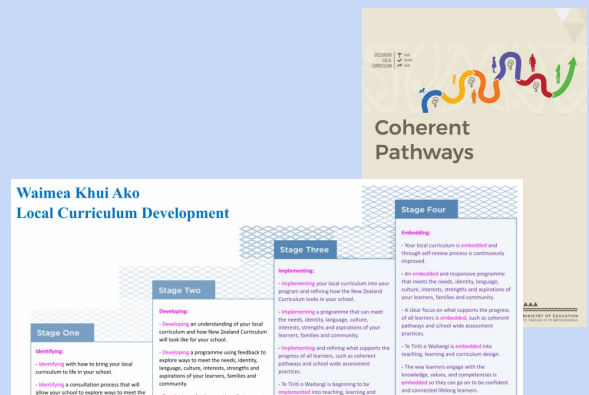 DESIGNING
LOCAL
CURRICULUM
Coherent
Pathways
MINISTRY OF EDUCATION
Waimea Khui Ako
Local Curriculum Development
Stage One
Identifying:
- Identifying with how to bring your local
curriculum to life in your school.
- Identifying a consultation process that will
allow your school to explore ways to meet the
Stage Two
Developing:
- Developing an understanding of your local
curriculum and how New Zealand Curriculum
will look like for your school.
- Developing a programme using feedback to
explore ways to meet the needs, identity,
language, culture, interests, strengths and
aspirations of your learners, families and
community.
Stage Three
Implementing:
- Implementing your local curriculum into your
program and refining how the New Zealand
Curriculum looks in your school.
- Implementing a programme that can meet
the needs, identity, language, culture,
interests, strengths and aspirations of your
learners, families and community.
- Implementing and refining what supports the
progress of all learners, such as coherent
pathways and school wide assessment
practices.
- Te Tiriti o Waitangi is beginning to be
implemented into teaching, learning and
Stage Four
Embedding:
- Your local curriculum is embedded and
through self-review process is continuously
improved.
- An embedded and responsive programme
that meets the needs, identity, language,
culture, interests, strengths and aspirations of
your learners, families and community.
- A clear focus on what supports the progress
of all learners is embedded, such as coherent
pathways and school wide assessment
progress.
- Te Tiriti o Waitangi is embedded into
teaching, learning and curriculum design.
- The way learners engage with the
knowledge, values, and competencies is
embedded so they can go on to be confident
and connected lifelong learners.